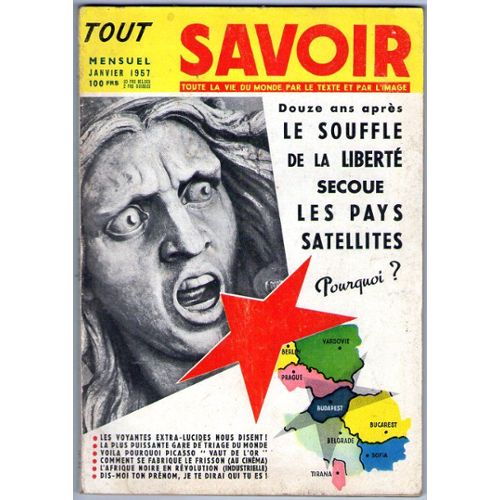 TOUT
SAVOIR
MENSUEL
JANVIER 1957
100 FRS
TOUTE LA VIE DU MONDE PAR LE TEXTE ET PAR L'IMAGE
Douze ans après
LE SOUFFLE
DE LA LIBERTÉ
SECOUE
LES PAYS
SATELLITES
Pourquoi ?
BERLIN
VARSOVIE
PRAGUE
BUDAPEST
BUCAREST
BELGRADE
SOFIA
TIRANA
LES VOYANTES EXTRA-LUCIDES NOUS DISENT !
LA PLUS PUISSANTE GARE DE TRIAGE DU MONDE
VOILA POURQUOI PICASSO " VAUT DE L'OR "
COMMENT SE FABRIQUE LE FRISSON (AU CINÉMA)
L'AFRIQUE NOIRE EN RÉVOLUTION (INDUSTRIELLE)
DIS-MOI TON PRÉNOM, JE TE DIRAI QUI TU ES !